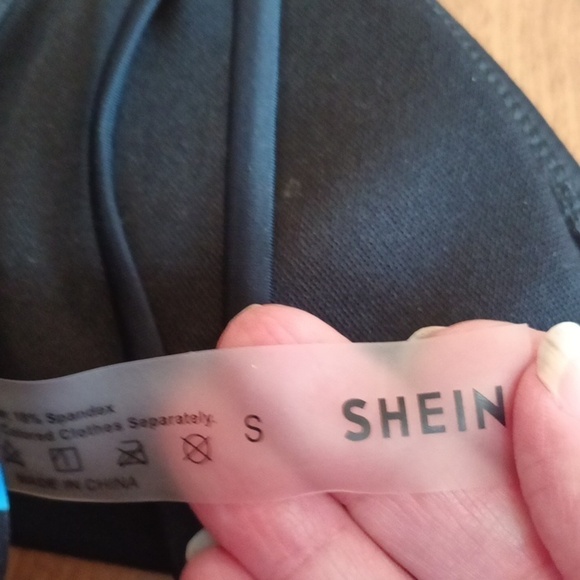 18% Spandex
Colored Clothes Separately.
S
SHEIN
MADE IN CHINA